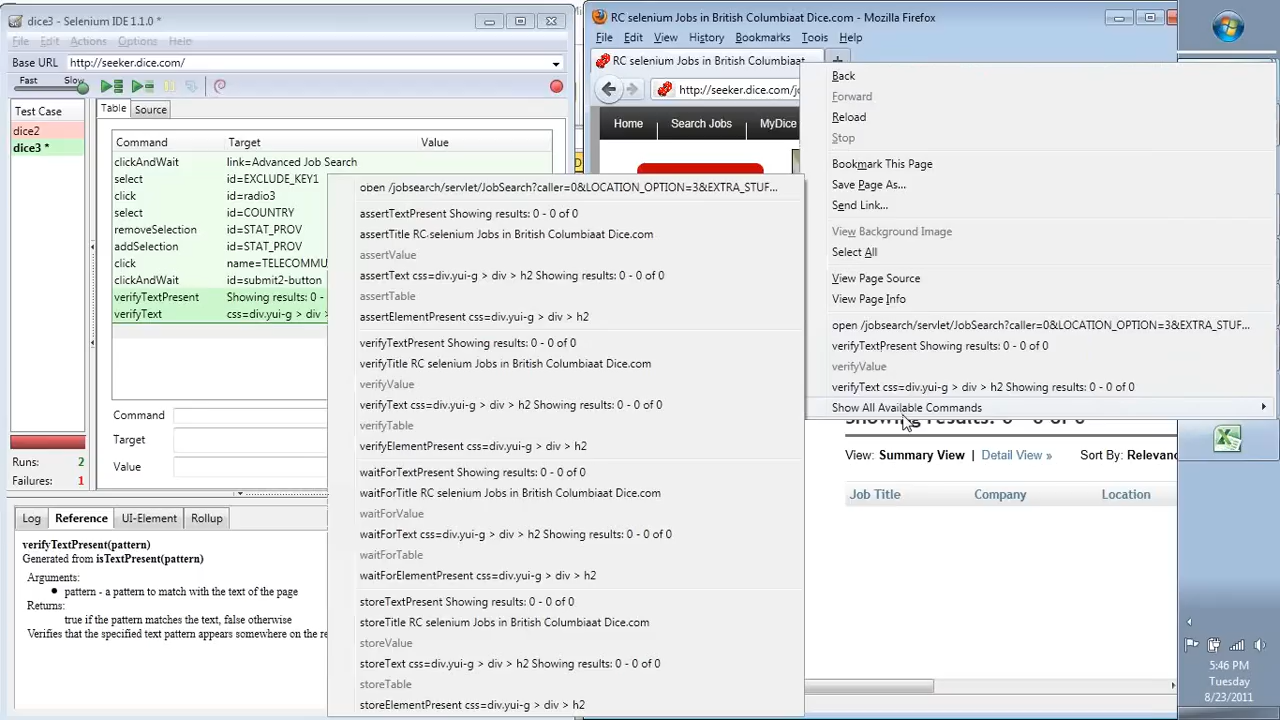 dice3 - Selenium IDE 1.1.0 *
File Edit Actions Options Help
Base URL http://seeker.dice.com/
Fast Slow
Test Case
dice2
dice3 *
Table Source
Command Target Value
clickAndWait link=Advanced Job Search
select id=EXCLUDE_KEY1
click id=radio3
select id=COUNTRY
removeSelection id=STAT_PROV
addSelection id=STAT_PROV
click name=TELECOMMU
clickAndWait id=submit2-button
verifyTextPresent Showing results: 0 -
verifyText css=div.yui-g > div >
Command
Target
Value
Runs: 2
Failures: 1
Log Reference UI-Element Rollup
verifyTextPresent(pattern)
Generated from isTextPresent(pattern)
Arguments:
pattern - a pattern to match with the text of the page
Returns:
true if the pattern matches the text, false otherwise
Verifies that the specified text pattern appears somewhere on the re
open /jobsearch/servlet/JobSearch?caller=0&LOCATION_OPTION=3&EXTRA_STUF...
assertTextPresent Showing results: 0 - 0 of 0
assertTitle RC selenium Jobs in British Columbiaat Dice.com
assertValue
assertText css=div.yui-g > div > h2 Showing results: 0 - 0 of 0
assertTable
assertElementPresent css=div.yui-g > div > h2
verifyTextPresent Showing results: 0 - 0 of 0
verifyTitle RC selenium Jobs in British Columbiaat Dice.com
verifyValue
verifyText css=div.yui-g > div > h2 Showing results: 0 - 0 of 0
verifyTable
verifyElementPresent css=div.yui-g > div > h2
waitForTextPresent Showing results: 0 - 0 of 0
waitForTitle RC selenium Jobs in British Columbiaat Dice.com
waitForValue
waitForText css=div.yui-g > div > h2 Showing results: 0 - 0 of 0
waitForTable
waitForElementPresent css=div.yui-g > div > h2
storeTextPresent Showing results: 0 - 0 of 0
storeTitle RC selenium Jobs in British Columbiaat Dice.com
storeValue
storeText css=div.yui-g > div > h2 Showing results: 0 - 0 of 0
storeTable
storeElementPresent css=div.yui-g > div > h2
RC selenium Jobs in British Columbiaat Dice.com - Mozilla Firefox
File Edit View History Bookmarks Tools Help
RC selenium Jobs in British Columbiaat
http://seeker.dice.com/jo
Home Search Jobs MyDice
Back
Forward
Reload
Stop
Bookmark This Page
Save Page As...
Send Link...
View Background Image
Select All
View Page Source
View Page Info
open /jobsearch/servlet/JobSearch?caller=0&LOCATION_OPTION=3&EXTRA_STUF...
verifyTextPresent Showing results: 0 - 0 of 0
verifyValue
verifyText css=div.yui-g > div > h2 Showing results: 0 - 0 of 0
Show All Available Commands
Showing results: 0 - 0 of 0
View: Summary View | Detail View » Sort By: Relevanc
Job Title Company Location
5:46 PM
Tuesday
8/23/2011